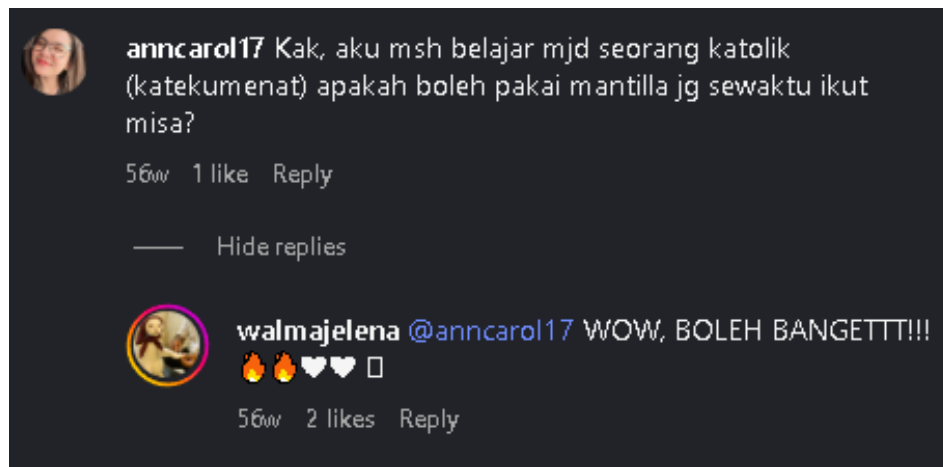 anncarol17 Kak, aku msh belajar mjd seorang katolik
(katekumenat) apakah boleh pakai mantilla jg sewaktu ikut
misa?
56w 1 like Reply
Hide replies
walmajelena @anncarol17 WOW, BOLEH BANGETTT!!!
🔥🔥🤍🤍
56w 2 likes Reply